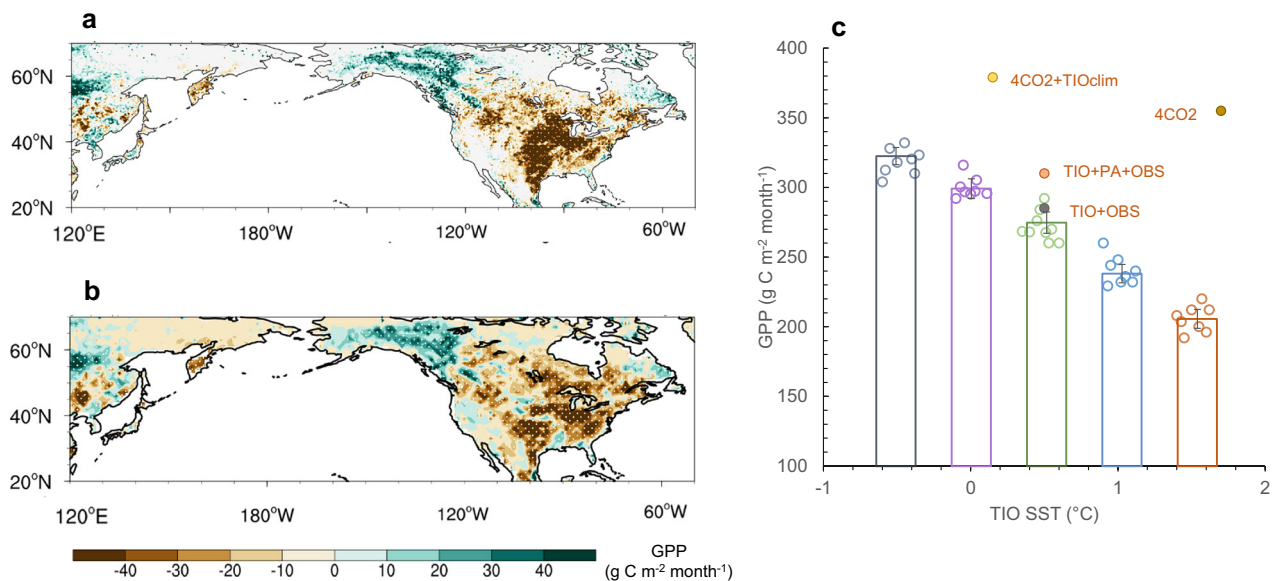 a
60°N
40°N
20°N
120°E 180°W 120°W 60°W
b
60°N
40°N
20°N
120°E 180°W 120°W 60°W
-40 -30 -20 -10 0 10 20 30 40
GPP
(g C m⁻² month⁻¹)
c
GPP (g C m⁻² month⁻¹)
400
350
300
250
200
150
100
4CO2+TIOclim
4CO2
TIO+PA+OBS
TIO+OBS
-1 0 1 2
TIO SST (°C)